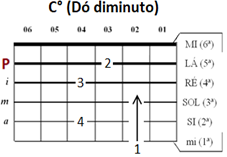 C° (Dó diminuto)
06 05 04 03 02 01
MI (6ª)
P 2 LÁ (5ª)
i 3 RÉ (4ª)
m SOL (3ª)
a 4 SI (2ª)
1 mi (1ª)